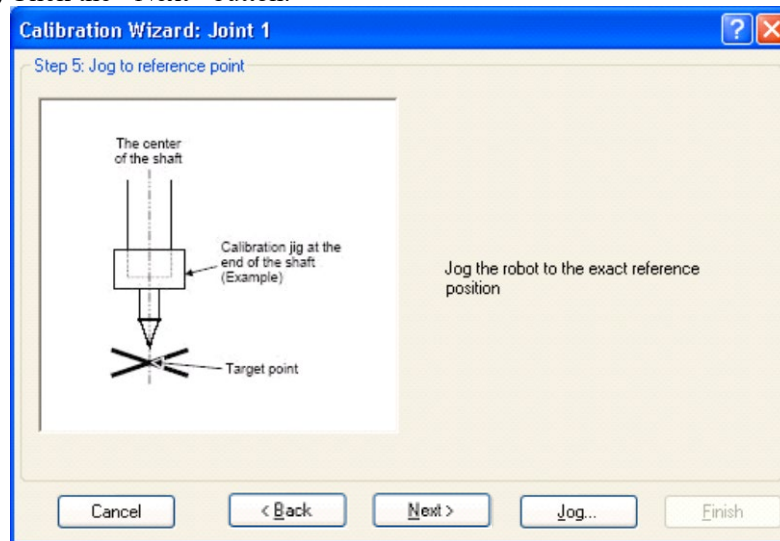 Calibration Wizard: Joint 1
Step 5: Jog to reference point
The center
of the shaft
Calibration jig at the
end of the shaft
(Example)
Target point
Jog the robot to the exact reference
position
Cancel
< Back
Next >
Jog...
Finish